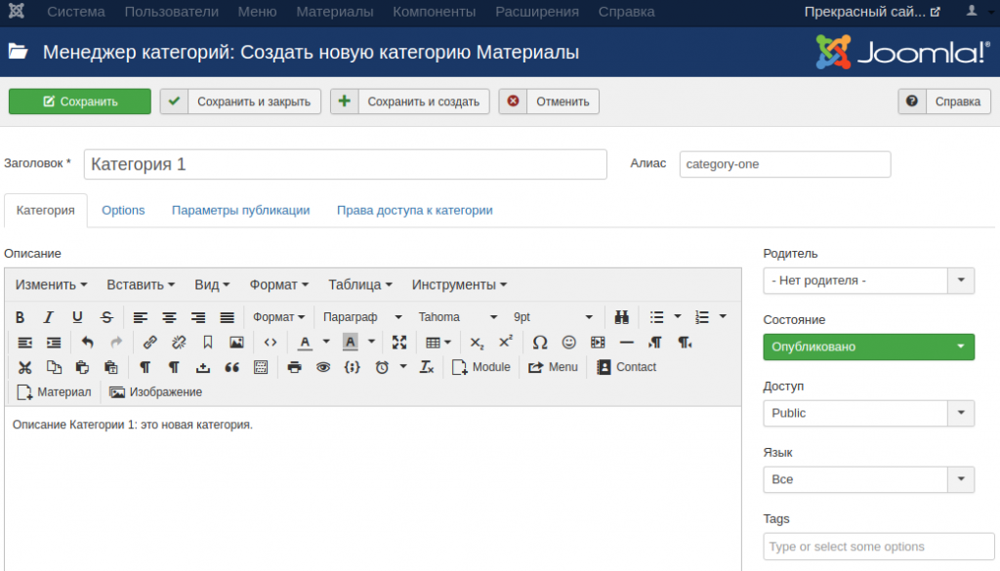 Система Пользователи Меню Материалы Компоненты Расширения Справка Прекрасный сай...
Менеджер категорий: Создать новую категорию Материалы Joomla!®
Сохранить Сохранить и закрыть Сохранить и создать Отменить Справка
Заголовок * Категория 1 Алиас category-one
Категория Options Параметры публикации Права доступа к категории
Описание
Изменить Вставить Вид Формат Таблица Инструменты
Формат Параграф Tahoma 9pt
Module Menu Contact
Материал Изображение
Описание Категории 1: это новая категория.
Родитель
- Нет родителя -
Состояние
Опубликовано
Доступ
Public
Язык
Все
Tags
Type or select some options